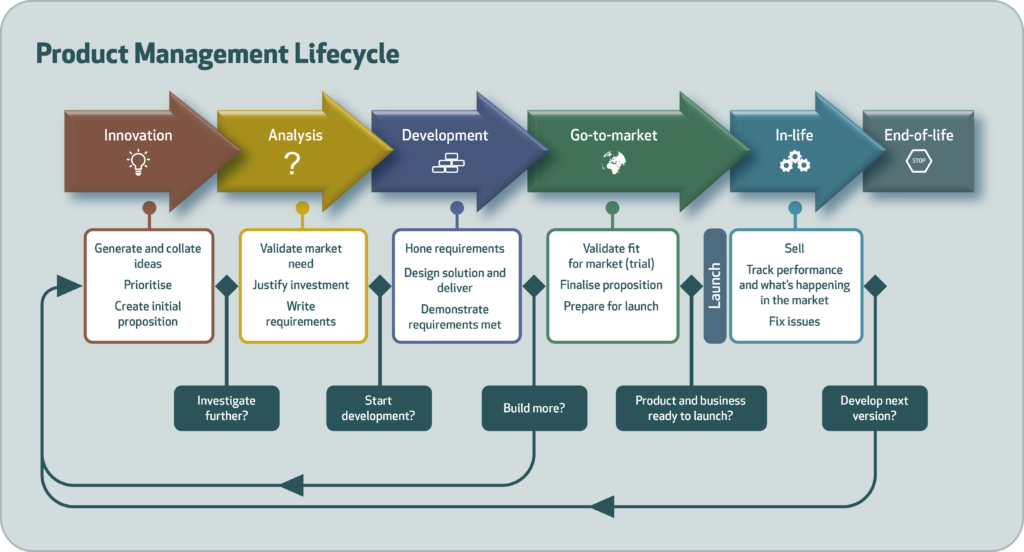 Product Management Lifecycle
Innovation
Analysis
?
Development
Go-to-market
In-life
End-of-life
STOP
Generate and collate
ideas
Prioritise
Create initial
proposition
Validate market
need
Justify investment
Write
requirements
Hone requirements
Design solution and
deliver
Demonstrate
requirements met
Validate fit
for market (trial)
Finalise proposition
Prepare for launch
Launch
Sell
Track performance
and what's happening
in the market
Fix issues
Investigate
further?
Start
development?
Build more?
Product and business
ready to launch?
Develop next
version?